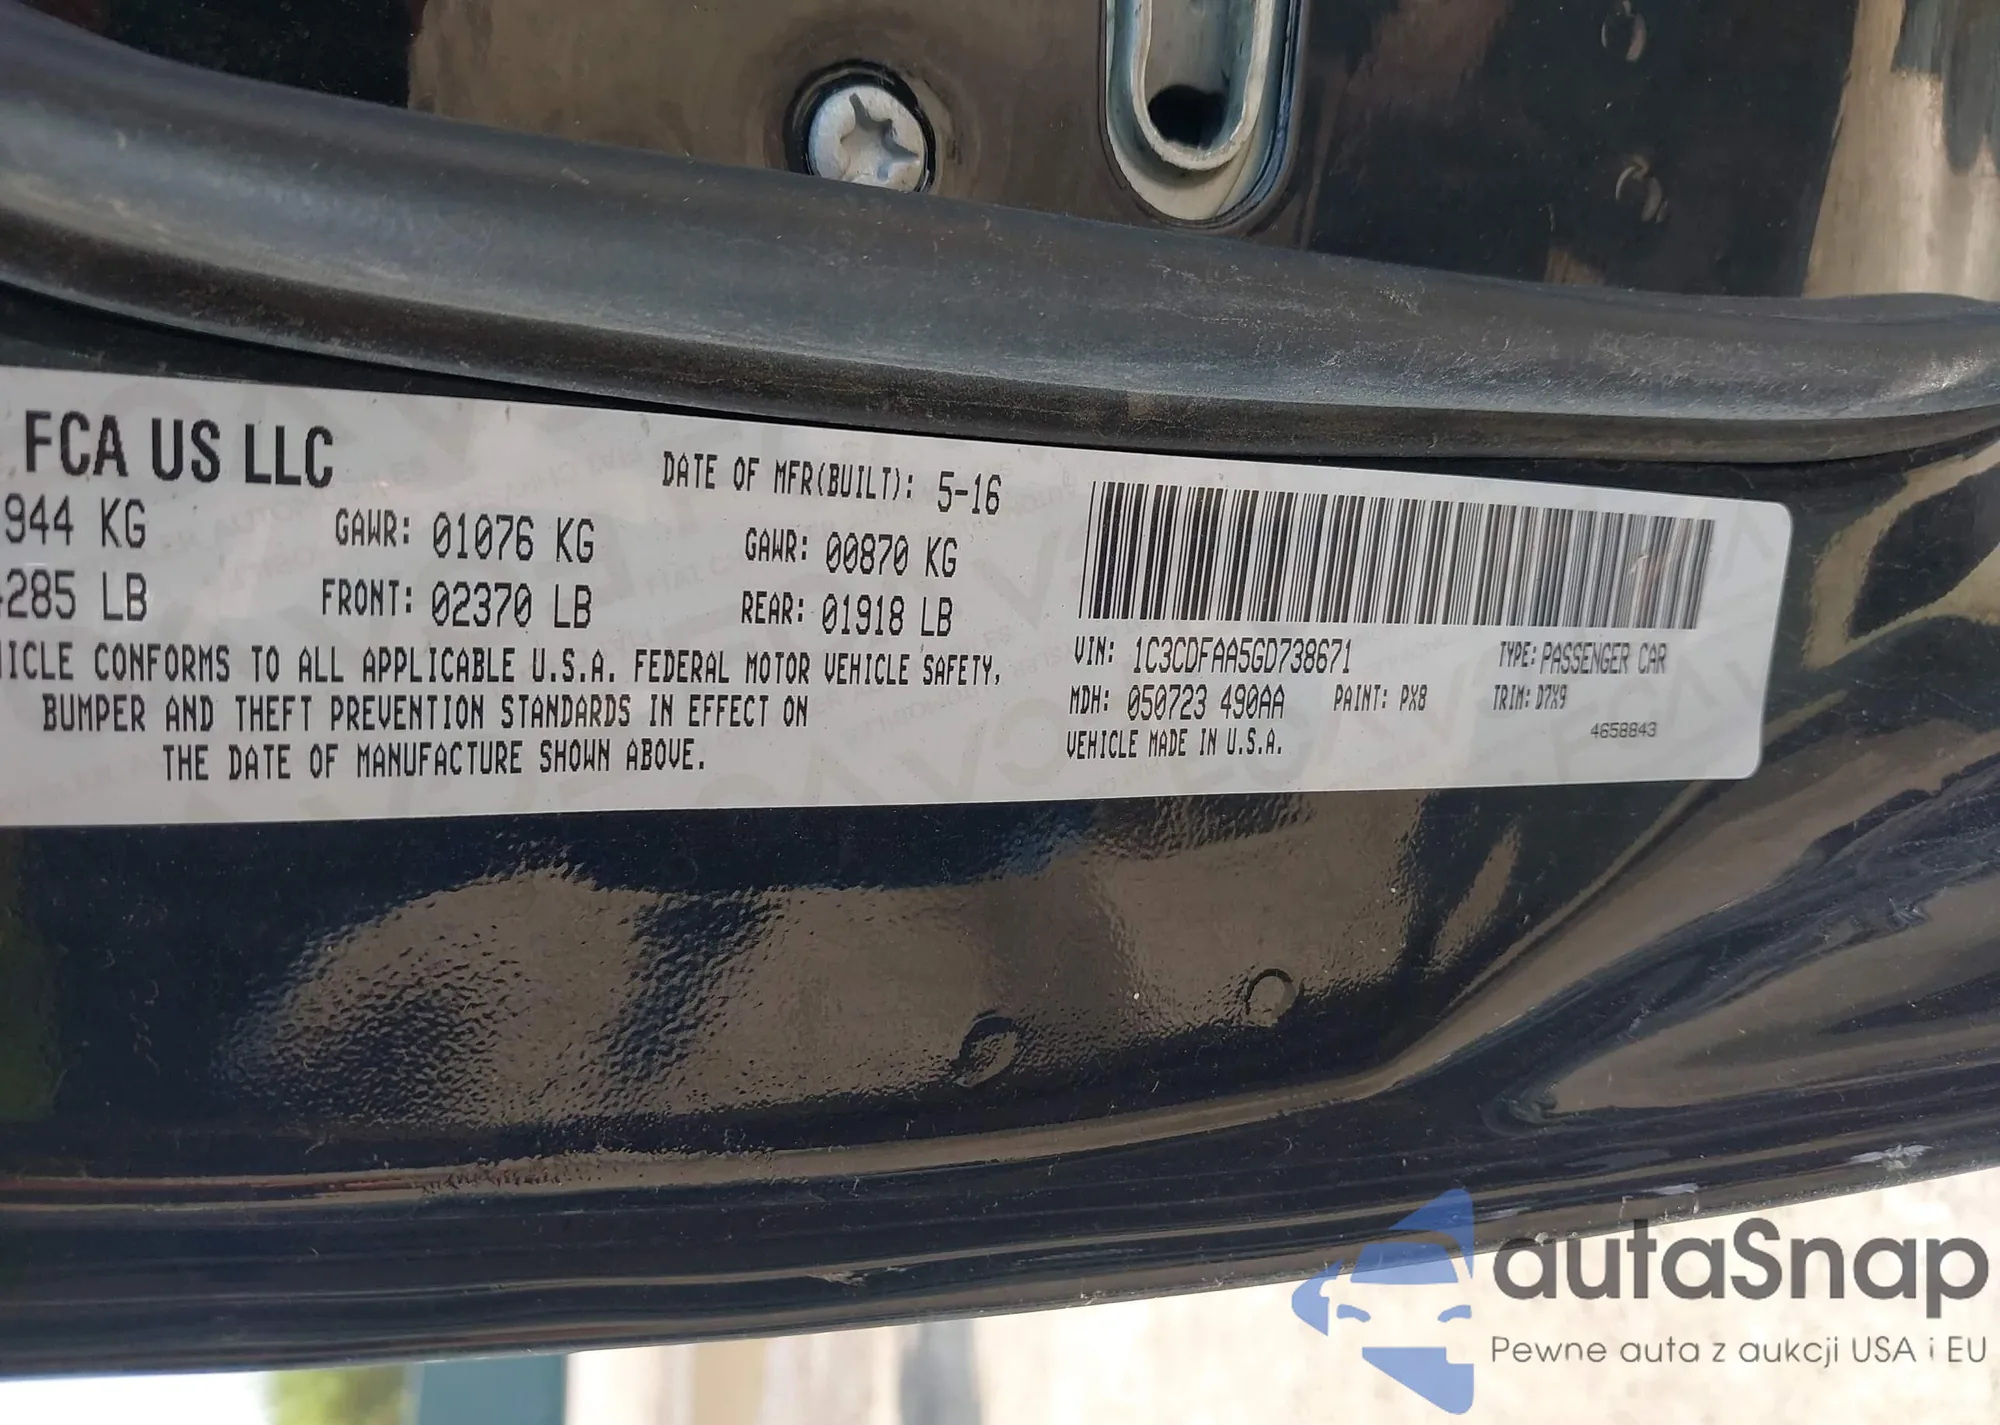 FCA US LLC
DATE OF MFR(BUILT): 5-16
944 KG GAWR: 01076 KG GAWR: 00870 KG
285 LB FRONT: 02370 LB REAR: 01918 LB
ICLE CONFORMS TO ALL APPLICABLE U.S.A. FEDERAL MOTOR VEHICLE SAFETY,
BUMPER AND THEFT PREVENTION STANDARDS IN EFFECT ON
THE DATE OF MANUFACTURE SHOWN ABOVE.
VIN: 1C3CDFAA5GD738671 TYPE: PASSENGER CAR
MDH: 050723 490AA PAINT: PX8 TRIM: D7X9
VEHICLE MADE IN U.S.A. 4658843
autaSnap
Pewne auta z aukcji USA i EU